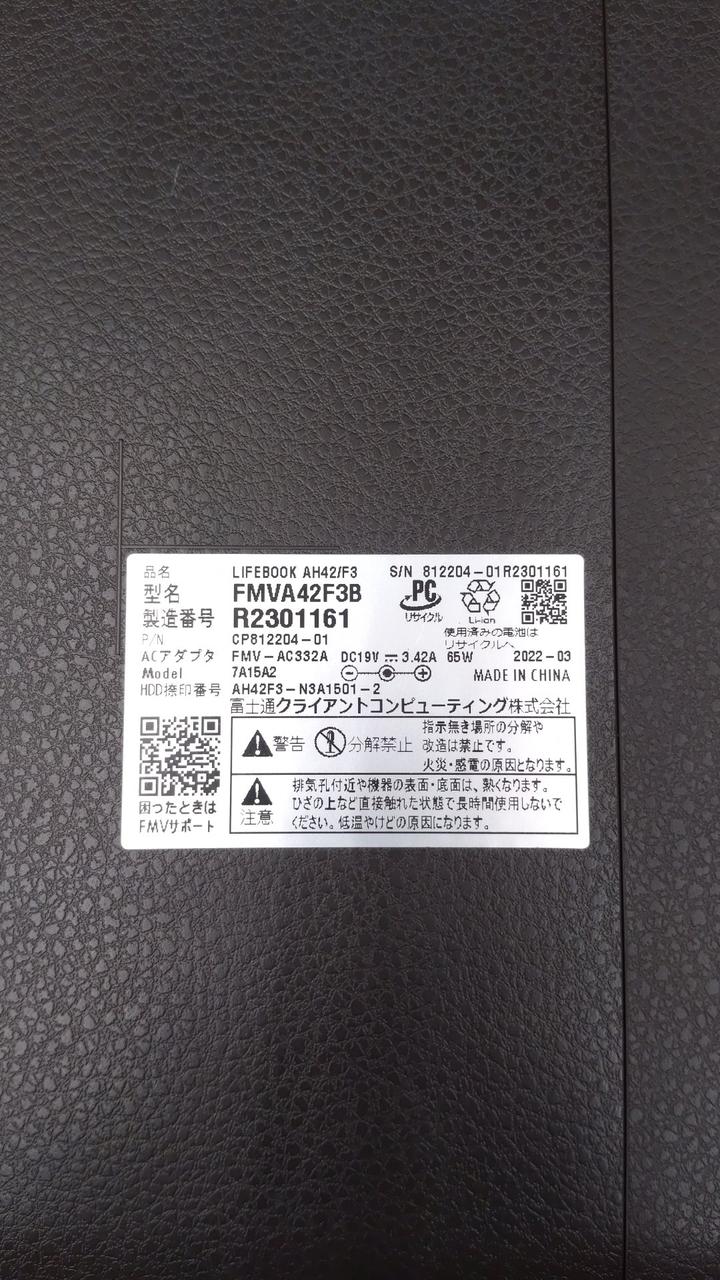 品名 LIFEBOOK AH42/F3 S/N 812204-01R2301161
型名 FMVA42F3B
製造番号 R2301161
PC
リサイクル
Li-ion
使用済みの電池は
リサイクルへ
P/N CP812204-01
ACアダプタ FMV-AC332A DC19V 3.42A 65W 2022-03
Model 7A15A2 MADE IN CHINA
HDD捺印番号 AH42F3-N3A1501-2
富士通クライアントコンピューティング株式会社
警告 分解禁止
指示無き場所の分解や
改造は禁止です。
火災・感電の原因となります。
注意
排気孔付近や機器の表面・底面は、熱くなります。
ひざの上など直接触れた状態で長時間使用しないで
ください。低温やけどの原因になります。
困ったときは
FMVサポート